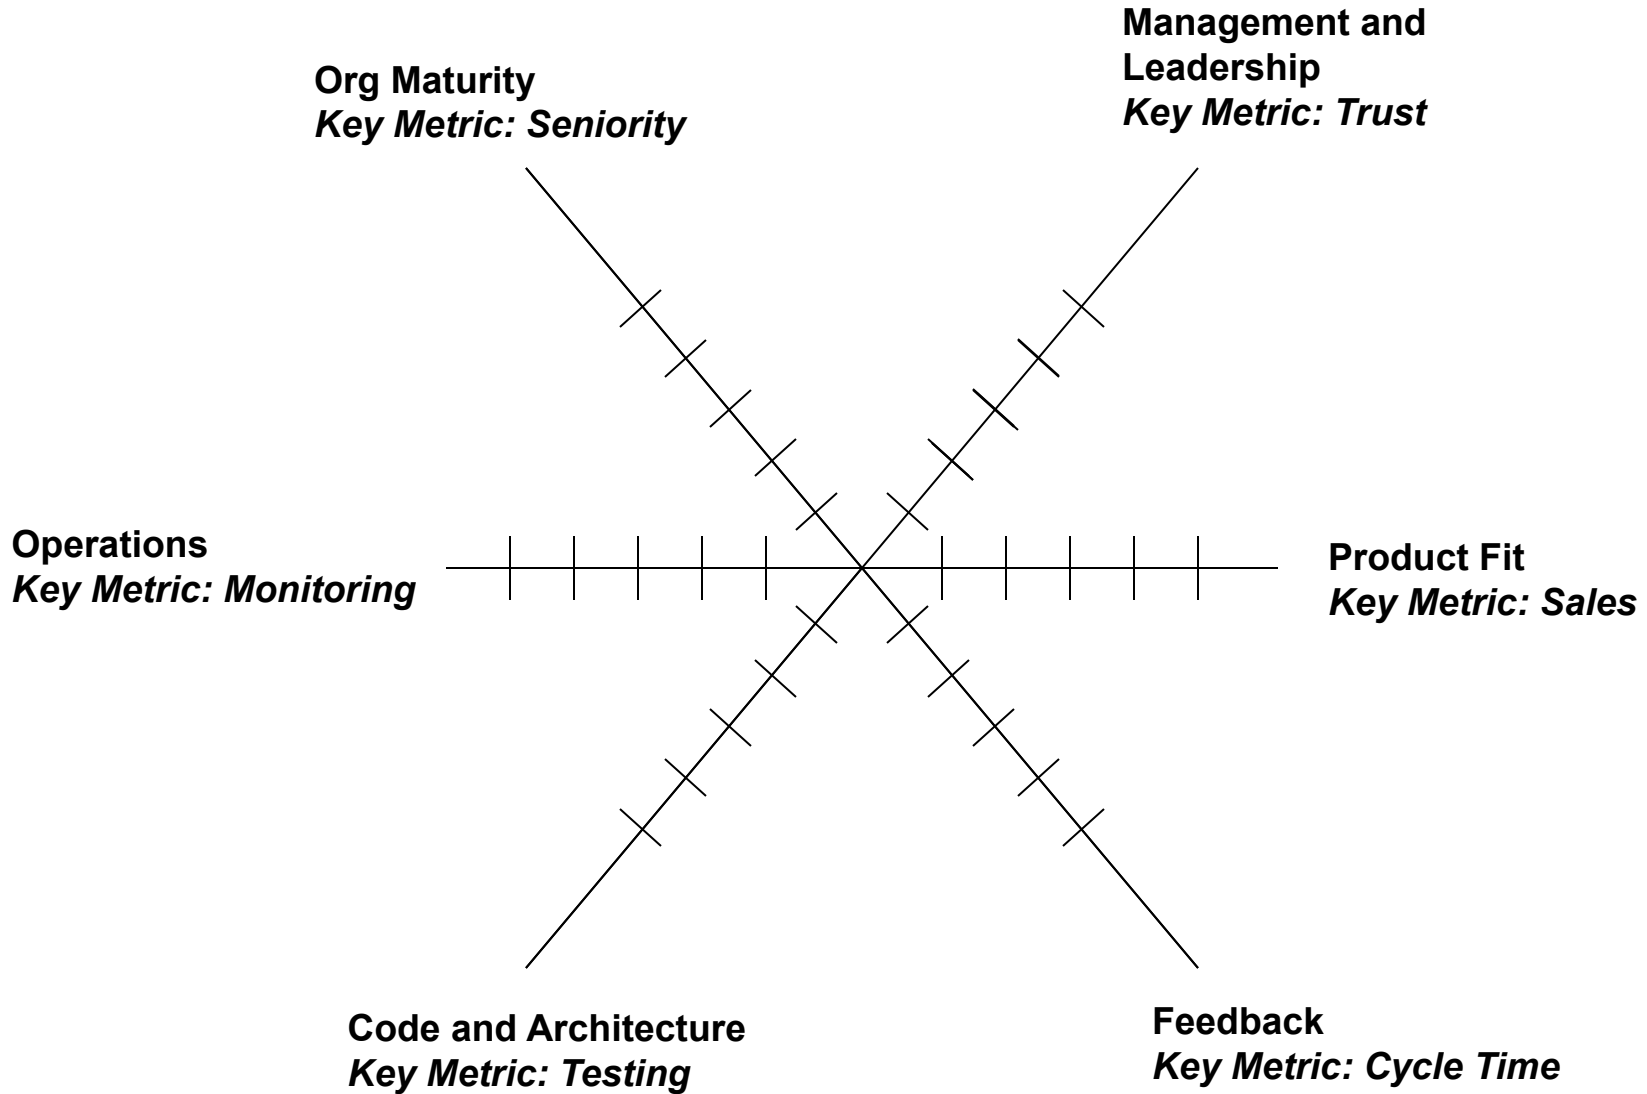 Management and
Leadership
Key Metric: Trust
Org Maturity
Key Metric: Seniority
Operations
Key Metric: Monitoring
Product Fit
Key Metric: Sales
Code and Architecture
Key Metric: Testing
Feedback
Key Metric: Cycle Time